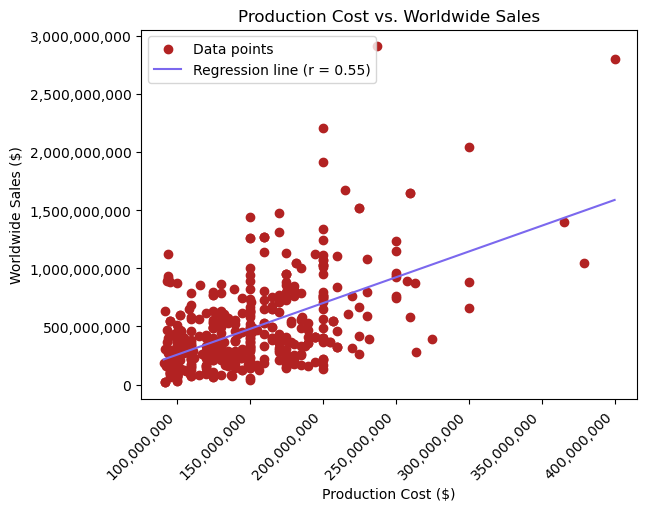 Production Cost vs. Worldwide Sales
Data points
Regression line (r = 0.55)
Worldwide Sales ($)
3,000,000,000
2,500,000,000
2,000,000,000
1,500,000,000
1,000,000,000
500,000,000
0
100,000,000
150,000,000
200,000,000
250,000,000
300,000,000
350,000,000
400,000,000
Production Cost ($)